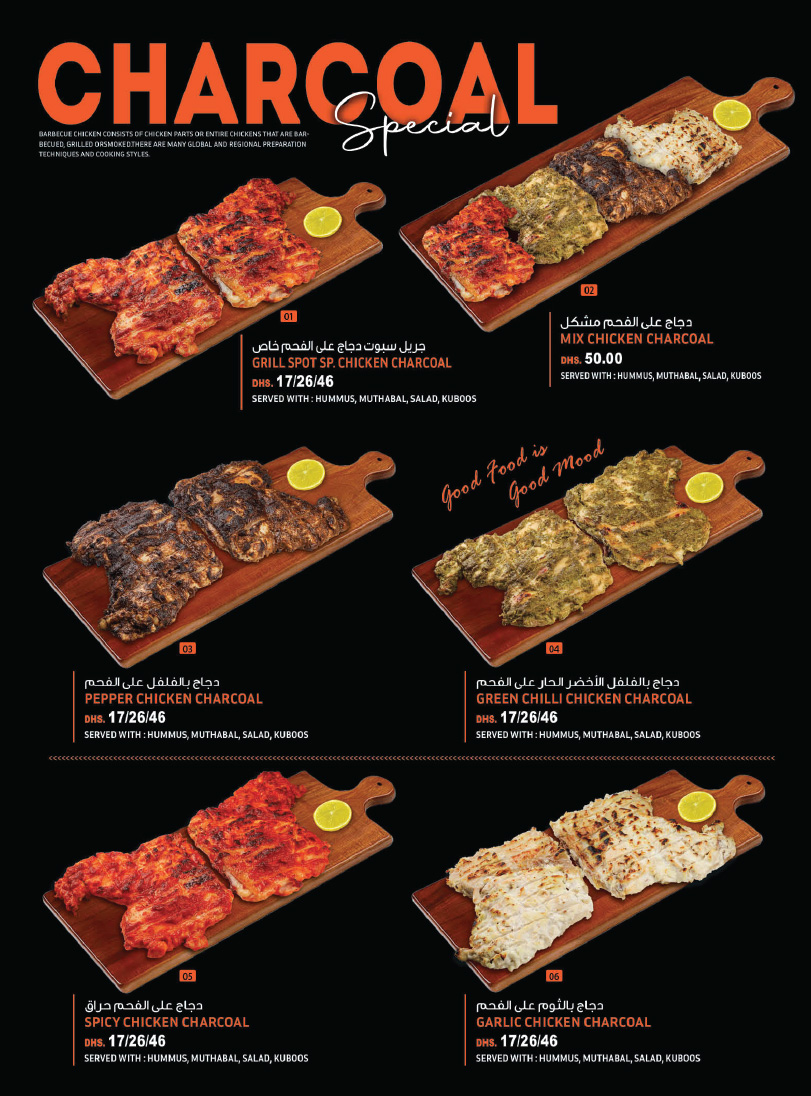 CHARCOAL
Special
BARBECUE CHICKEN CONSISTS OF CHICKEN PARTS OR ENTIRE CHICKENS THAT ARE BAR-
BECUED, GRILLED ORSMOKED.THERE ARE MANY GLOBAL AND REGIONAL PREPARATION
TECHNIQUES AND COOKING STYLES.
01
جريل سبوت دجاج على الفحم خاص
GRILL SPOT SP. CHICKEN CHARCOAL
DHS. 17/26/46
SERVED WITH : HUMMUS, MUTHABAL, SALAD, KUBOOS
02
دجاج على الفحم مشكل
MIX CHICKEN CHARCOAL
DHS. 50.00
SERVED WITH : HUMMUS, MUTHABAL, SALAD, KUBOOS
Good Food is
Good Mood
03
دجاج بالفلفل على الفحم
PEPPER CHICKEN CHARCOAL
DHS. 17/26/46
SERVED WITH : HUMMUS, MUTHABAL, SALAD, KUBOOS
04
دجاج بالفلفل الأخضر الحار على الفحم
GREEN CHILLI CHICKEN CHARCOAL
DHS. 17/26/46
SERVED WITH : HUMMUS, MUTHABAL, SALAD, KUBOOS
05
دجاج على الفحم حراق
SPICY CHICKEN CHARCOAL
DHS. 17/26/46
SERVED WITH : HUMMUS, MUTHABAL, SALAD, KUBOOS
06
دجاج بالثوم على الفحم
GARLIC CHICKEN CHARCOAL
DHS. 17/26/46
SERVED WITH : HUMMUS, MUTHABAL, SALAD, KUBOOS